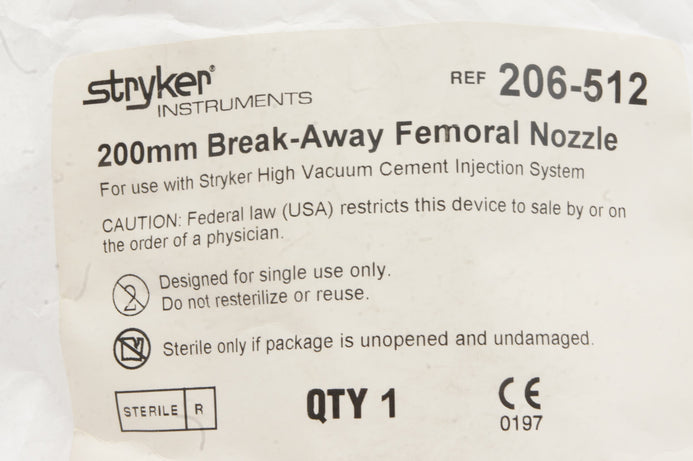 stryker®
INSTRUMENTS
REF 206-512
200mm Break-Away Femoral Nozzle
For use with Stryker High Vacuum Cement Injection System
CAUTION: Federal law (USA) restricts this device to sale by or on
the order of a physician.
2
Designed for single use only.
Do not resterilize or reuse.
Sterile only if package is unopened and undamaged.
STERILE R
QTY 1
CE
0197